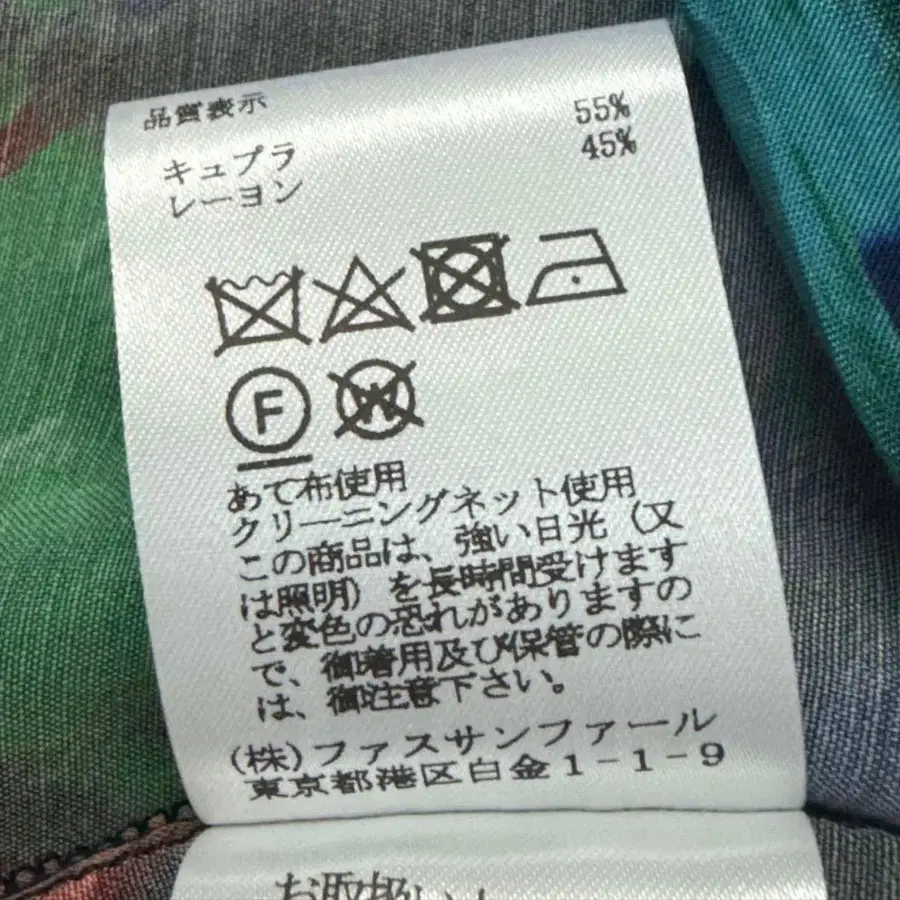 品質表示
キュプラ 55%
レーヨン 45%
F W
あて布使用
クリーニングネット使用
この商品は、強い日光(又
は照明)を長時間受けます
と変色の恐れがありますの
で、御着用及び保管の際に
は、御注意下さい。
(株)ファスサンファール
東京都港区白金1-1-9
お取扱い